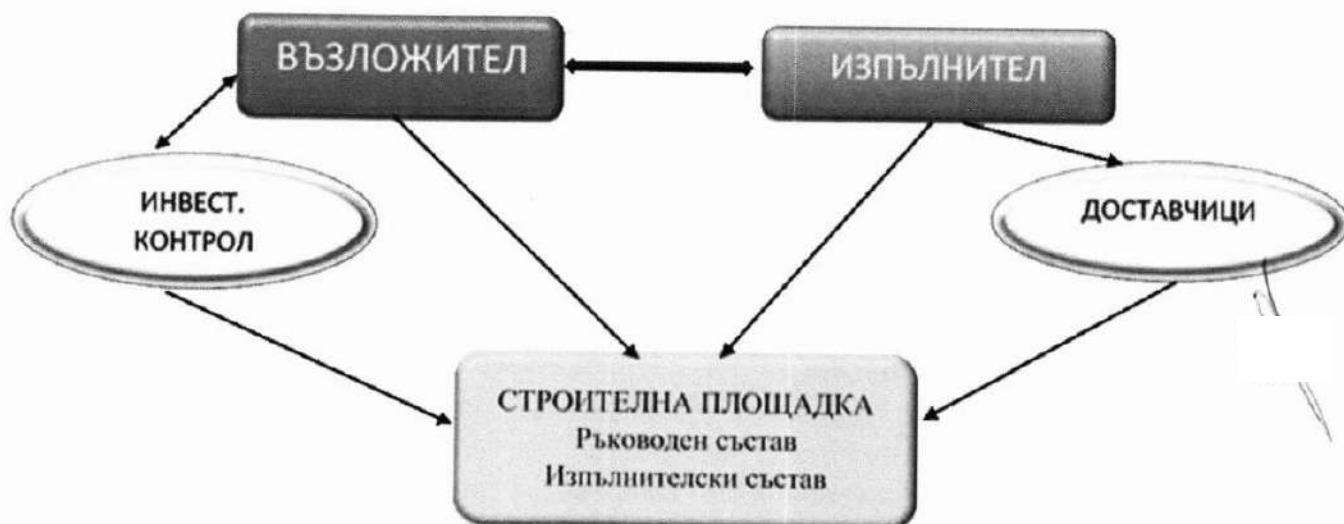 ВЪЗЛОЖИТЕЛ
ИЗПЪЛНИТЕЛ
ИНВЕСТ.
КОНТРОЛ
ДОСТАВЧИЦИ
СТРОИТЕЛНА ПЛОЩАДКА
Ръководен състав
Изпълнителски състав